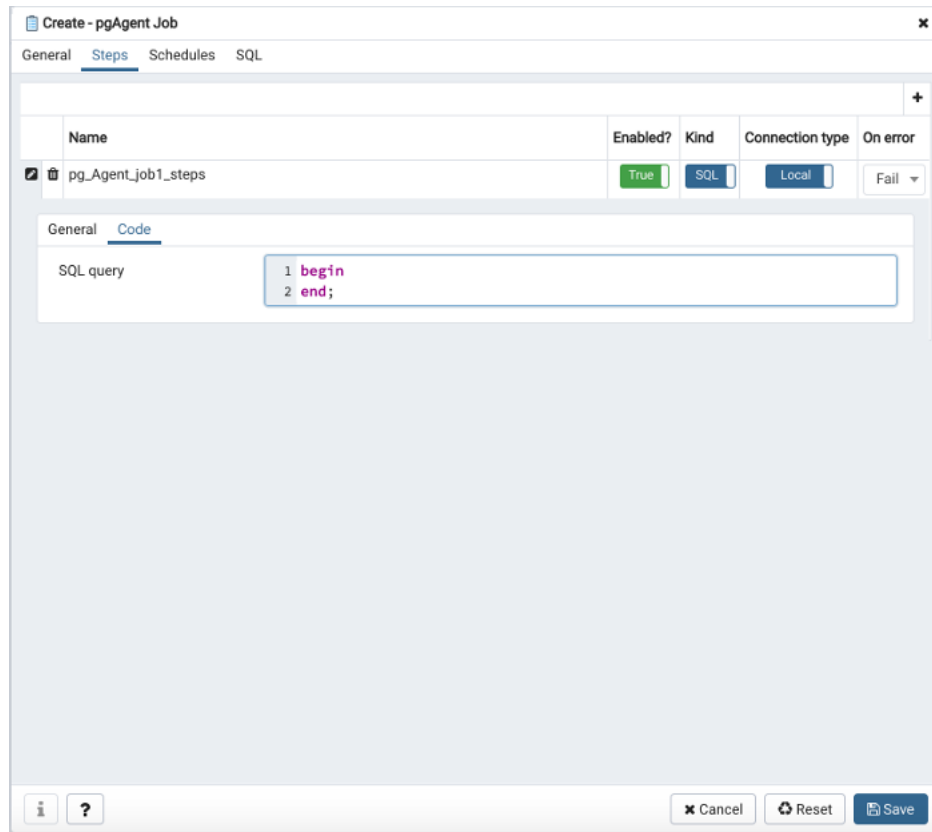 Create - pgAgent Job
General Steps Schedules SQL
Name Enabled? Kind Connection type On error
pg_Agent_job1_steps True SQL Local Fail
General Code
SQL query
1 begin
2 end;
i ? Cancel Reset Save